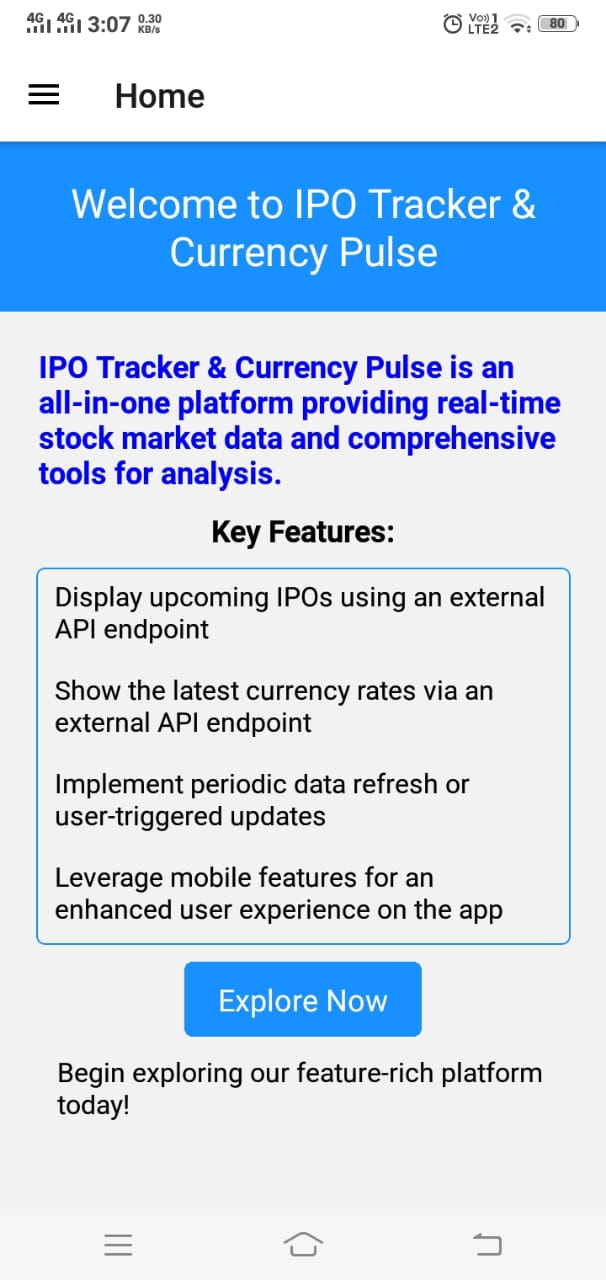 4G 4G 3:07 0.30 KB/s Vo)) 1 LTE2 80
Home
Welcome to IPO Tracker &
Currency Pulse
IPO Tracker & Currency Pulse is an
all-in-one platform providing real-time
stock market data and comprehensive
tools for analysis.
Key Features:
Display upcoming IPOs using an external
API endpoint
Show the latest currency rates via an
external API endpoint
Implement periodic data refresh or
user-triggered updates
Leverage mobile features for an
enhanced user experience on the app
Explore Now
Begin exploring our feature-rich platform
today!